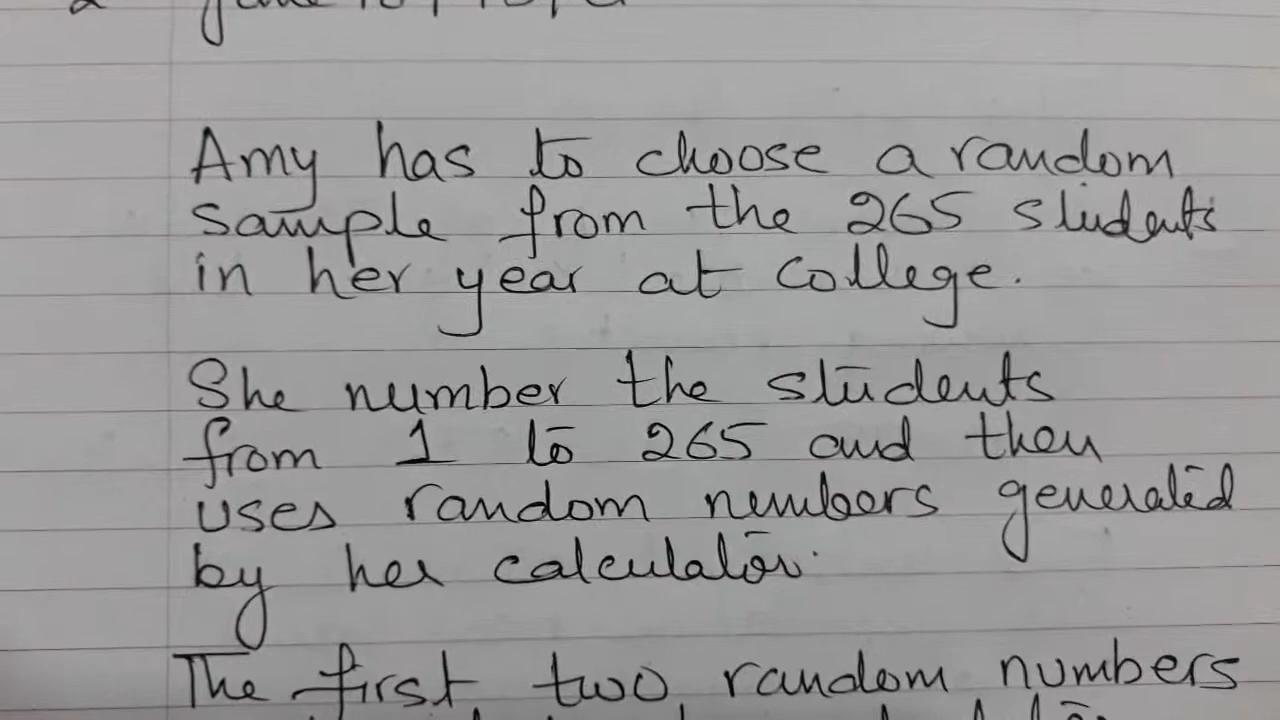 Amy has to choose a random
sample from the 265 students
in her year at college.
She number the students
from 1 to 265 and then
uses random numbers generated
by her calculator.
The first two random numbers